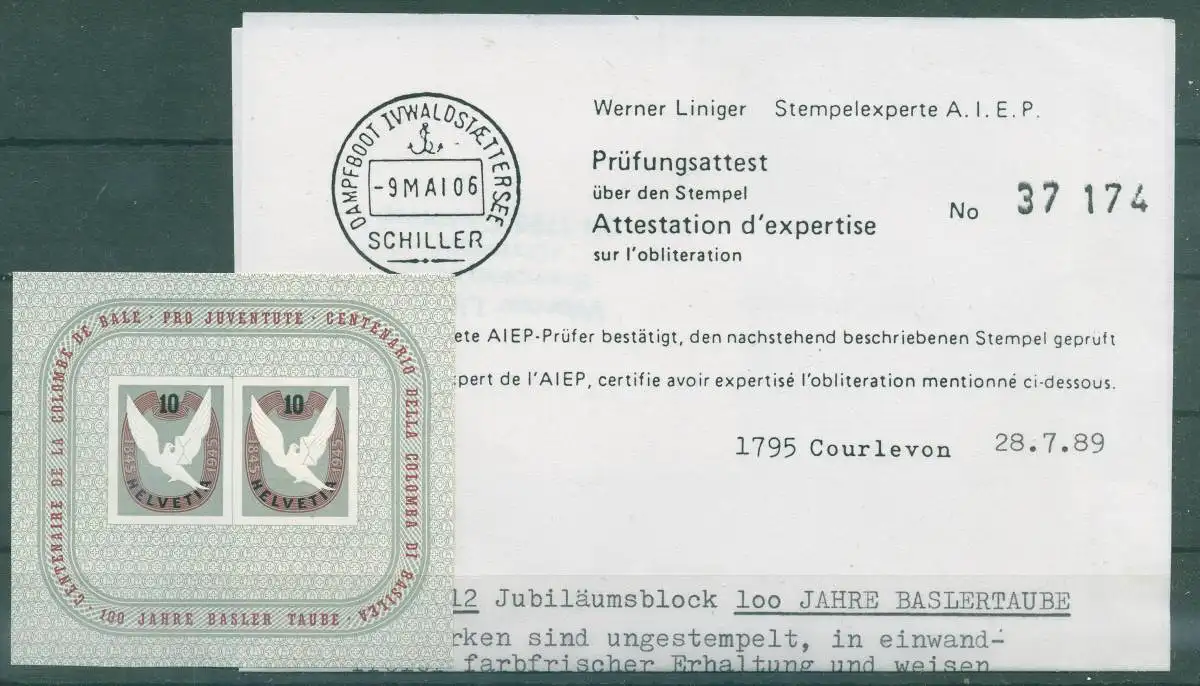 Werner Liniger Stempelexperte A.I.E.P.
DAMPFBOOT IVWALDSTÆTTERSEE
-9MAI06
SCHILLER
Prüfungsattest
über den Stempel
Attestation d'expertise
sur l'obliteration
No 37 174
ete AIEP-Prüfer bestätigt, den nachstehend beschriebenen Stempel geprüft
pert de l'AIEP, certifie avoir expertisé l'obliteration mentionné ci-dessous.
1795 Courlevon 28.7.89
12 Jubiläumsblock 1oo JAHRE BASLERTAUBE
rken sind ungestempelt, in einwand-
farbfrischer Erhaltung und weisen
CENTENAIRE DE LA COLOMBE DE BALE · PRO JUVENTUTE · CENTENARIO DELLA COLOMBA DI BASILEA ·
100 JAHRE BASLER TAUBE ·
10
1845 1945
HELVETIA
10
1845 1945
HELVETIA